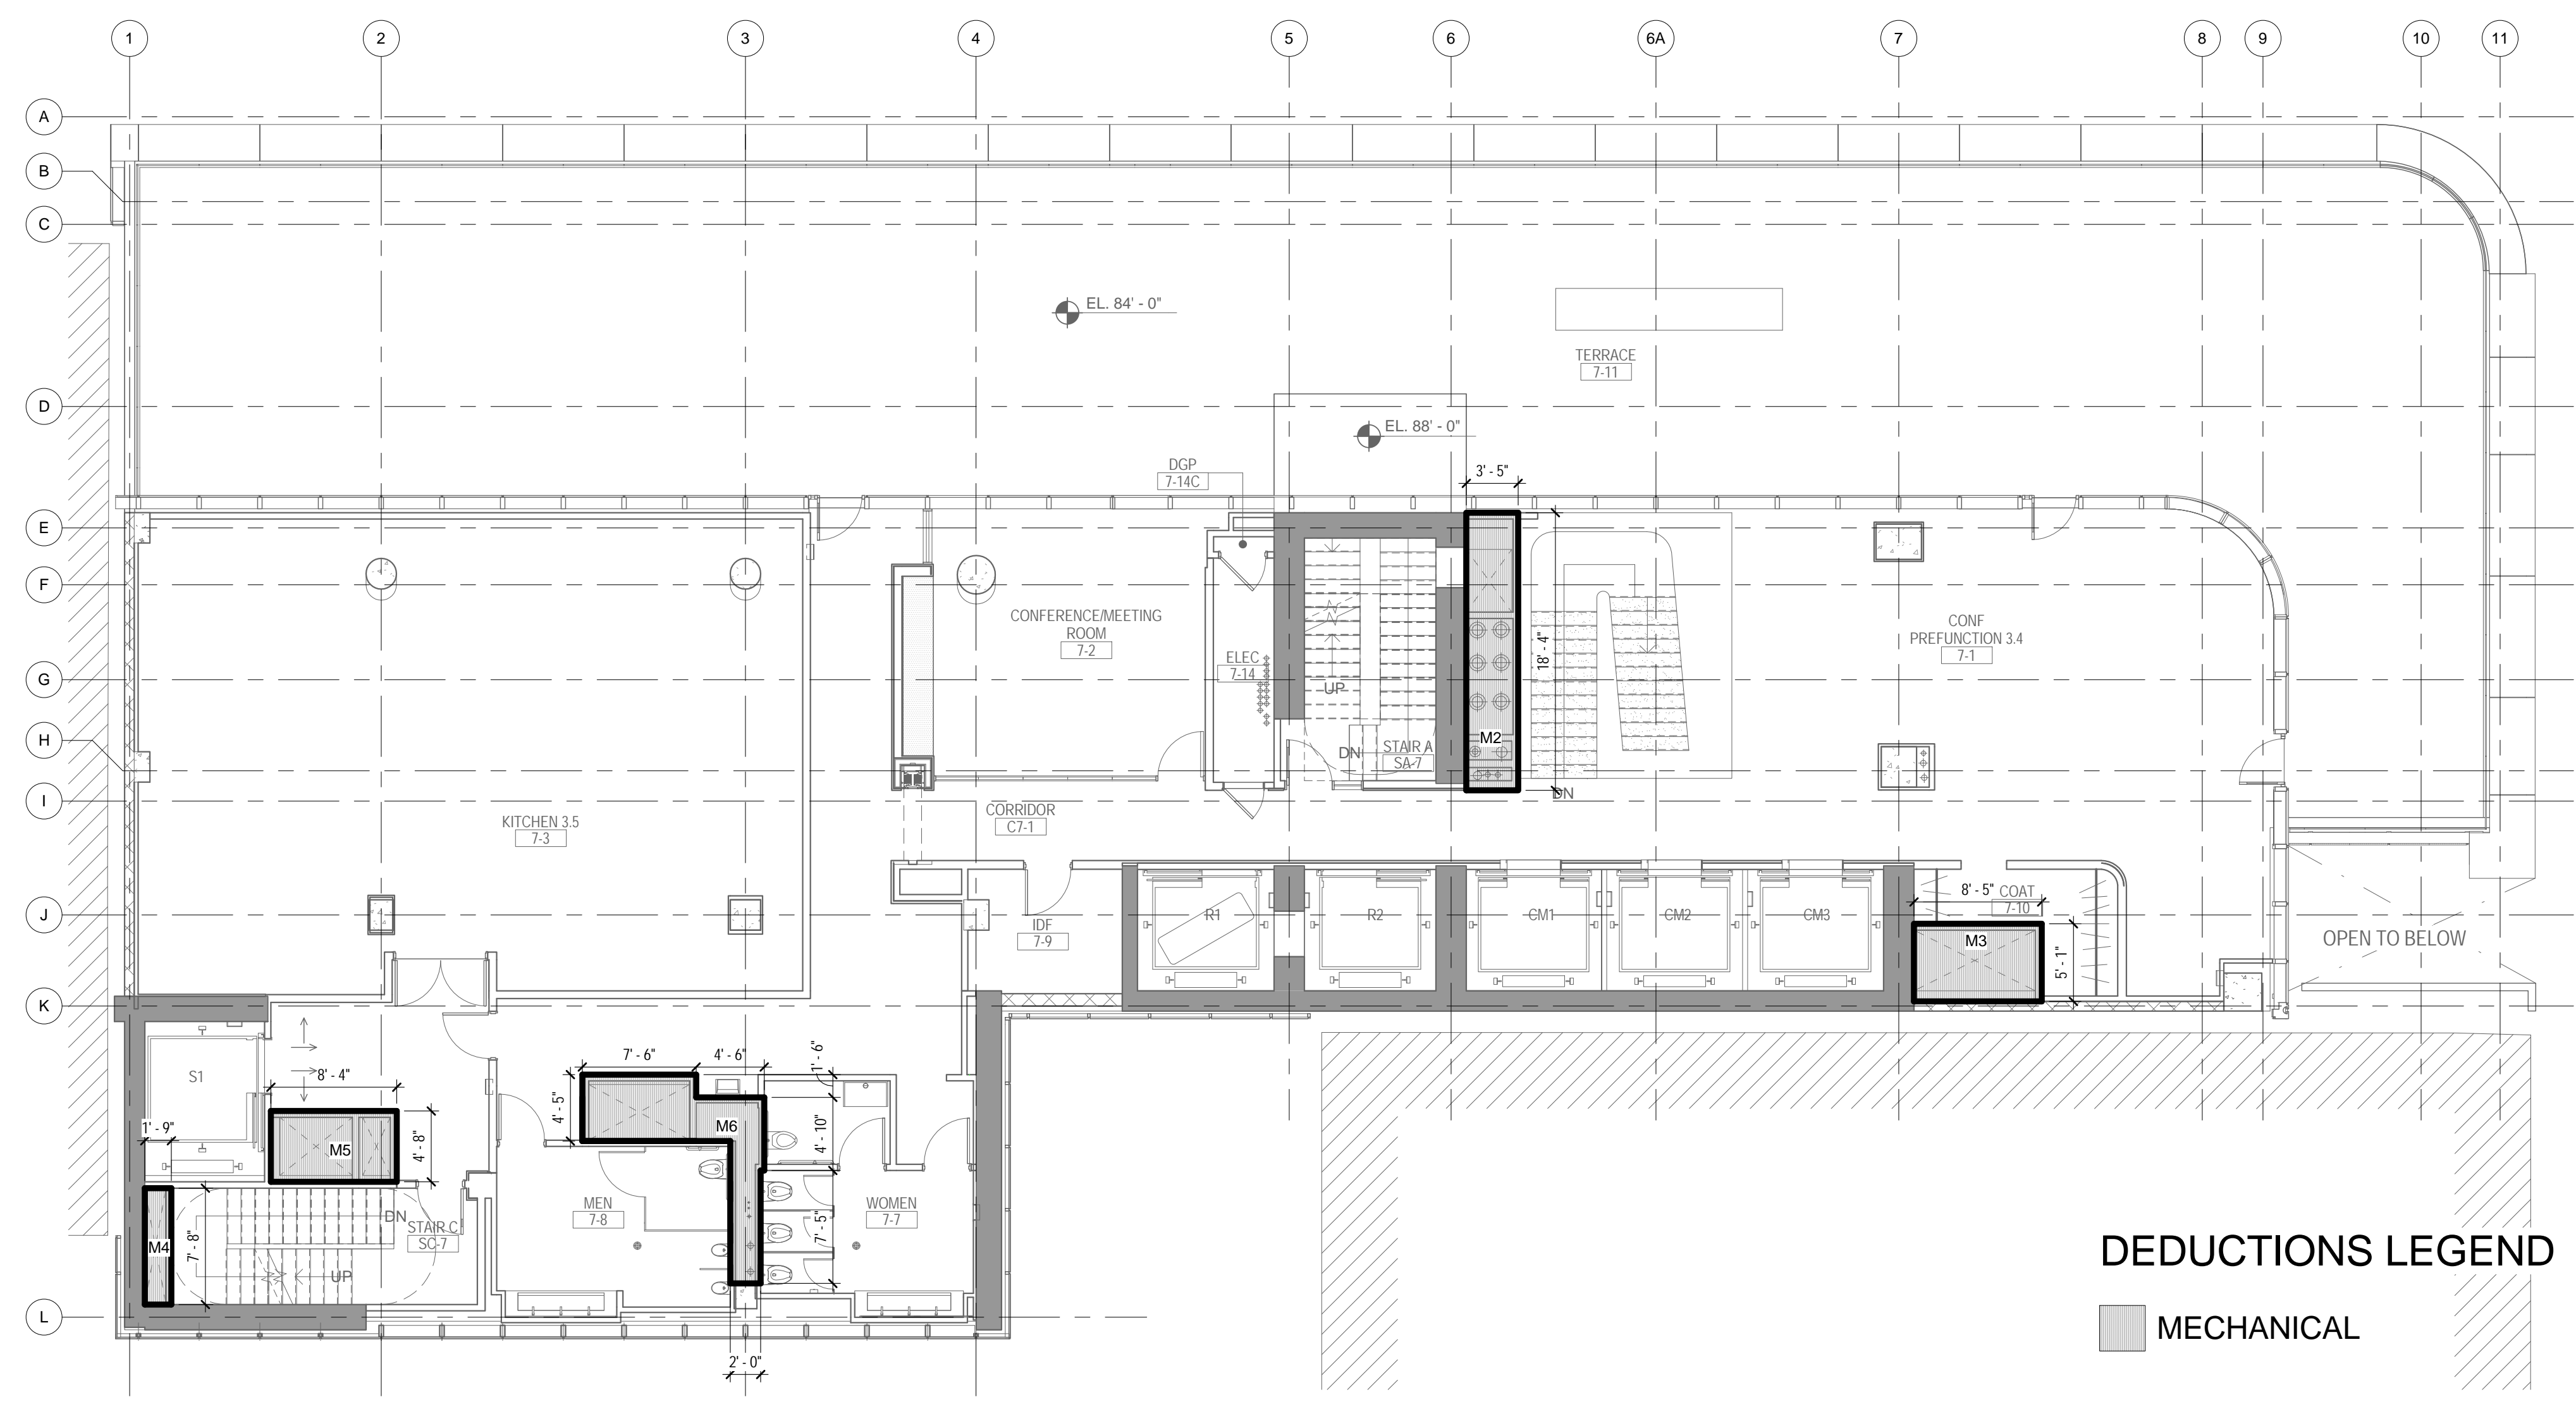 1 2 3 4 5 6 6A 7 8 9 10 11
A
B
C
EL. 84' - 0"
TERRACE
7-11
D
EL. 88' - 0"
DGP
7-14C
3' - 5"
E
F
CONFERENCE/MEETING
ROOM
7-2
CONF
PREFUNCTION 3.4
7-1
18' - 4"
ELEC
7-14
G
UP
M2
H
DN
STAIR A
SA-7
DN
I
CORRIDOR
C7-1
KITCHEN 3.5
7-3
J
IDF
7-9
R1
R2
CM1
CM2
CM3
8' - 5"
COAT
7-10
M3
5' - 1"
OPEN TO BELOW
K
S1
8' - 4"
7' - 6"
4' - 6"
1' - 6"
4' - 5"
M6
4' - 10"
1' - 9"
M5
4' - 8"
MEN
7-8
WOMEN
7-7
7' - 5"
DN
STAIR C
SC-7
M4
7' - 8"
UP
L
2' - 0"
DEDUCTIONS LEGEND
MECHANICAL